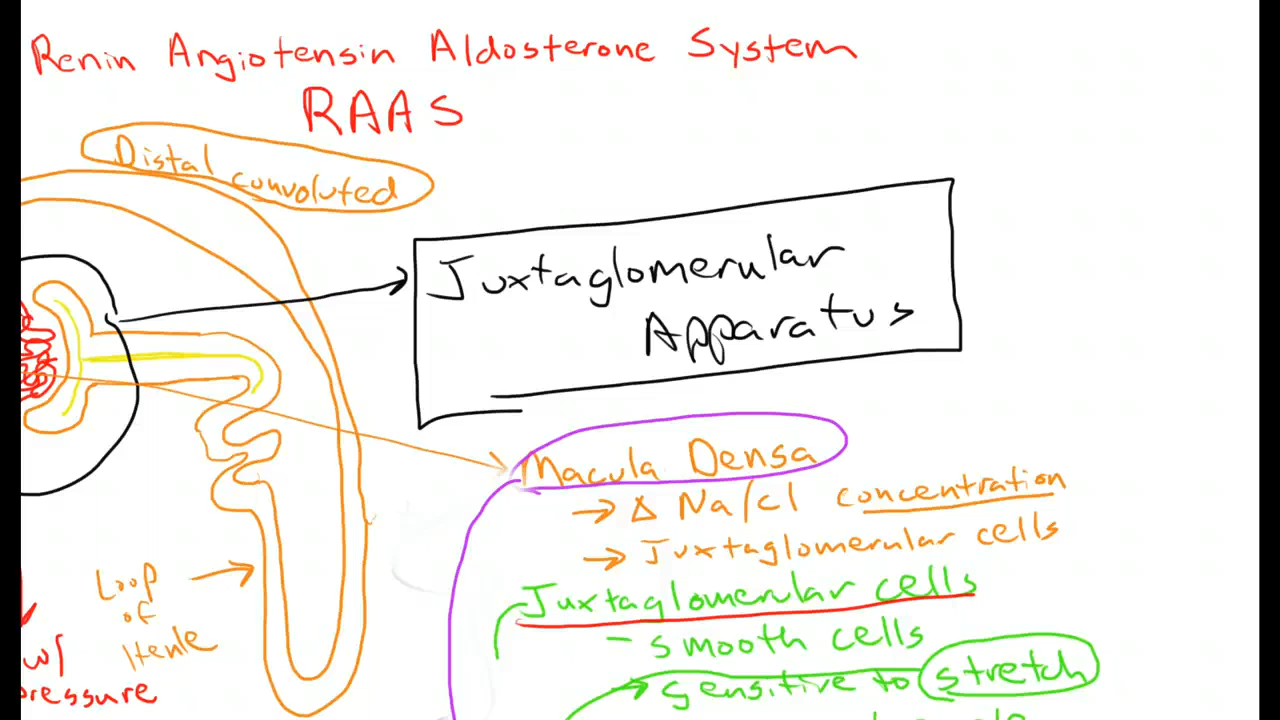 Renin Angiotensin Aldosterone System
RAAS
Distal
convoluted
Juxtaglomerular
Apparatus
Macula Densa
→ Δ Na/Cl concentration
→ Juxtaglomerular cells
Juxtaglomerular cells
- smooth cells
→ sensitive to stretch
Loop
of
Henle
w/
pressure